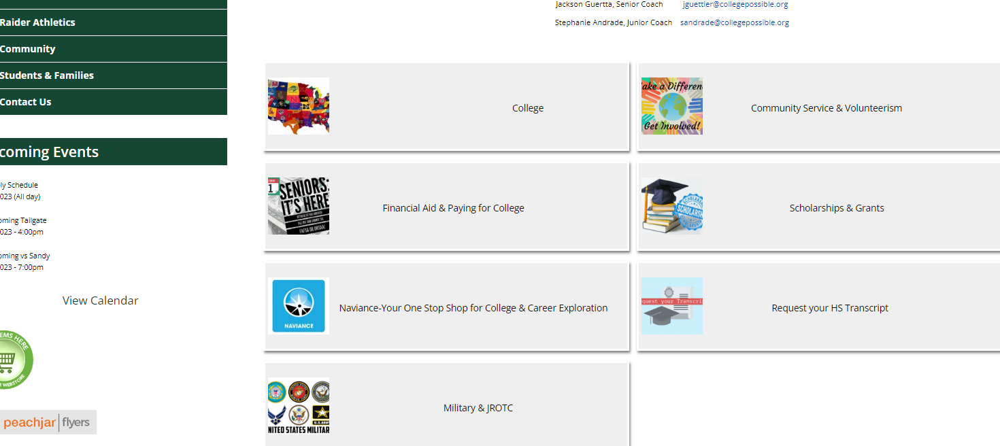 Jackson Guertta, Senior Coach jguettler@collegepossible.org
Stephanie Andrade, Junior Coach sandrade@collegepossible.org
Raider Athletics
Community
Students & Families
Contact Us
coming Events
ly Schedule
023 (All day)
oming Tailgate
023 - 4:00pm
oming vs Sandy
023 - 7:00pm
View Calendar
EMS HERE
WEBSTORE
peachjar flyers
College
ake a Differen
Get Involved!
Community Service & Volunteerism
1
SENIORS:
IT'S HERE
FAFSA OR ORSAA!
Financial Aid & Paying for College
SCHOLARS
Scholarships & Grants
NAVIANCE
Naviance-Your One Stop Shop for College & Career Exploration
quest your Transcri
Request your HS Transcript
U.S.ARMY
NITED STATES MILITAR
Military & JROTC